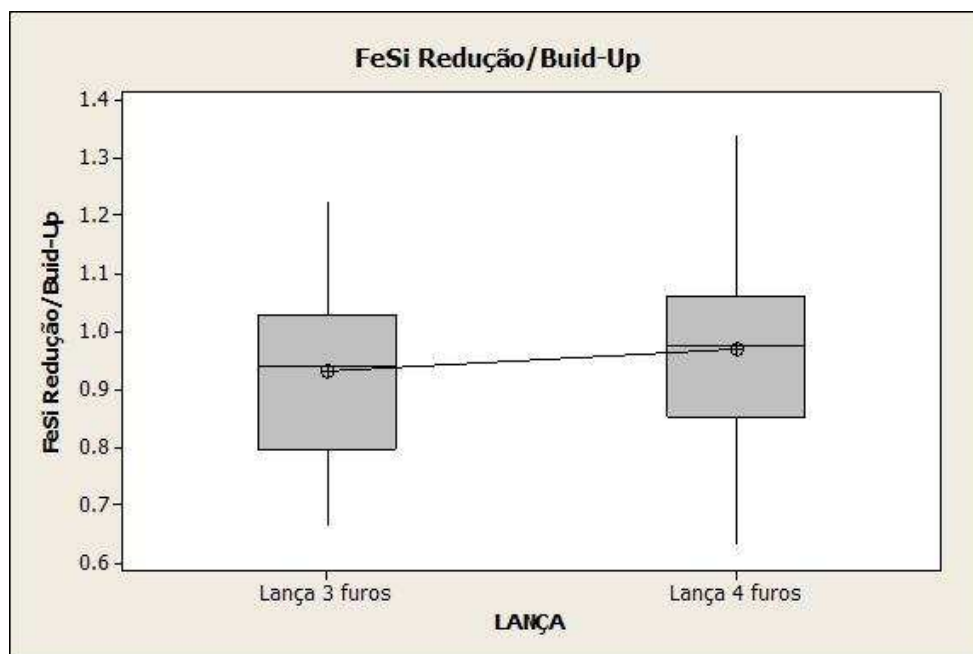 FeSi Redução/Buid-Up
1.4
1.3
1.2
1.1
1.0
0.9
0.8
0.7
0.6
FeSi Redução/Buid-Up
Lança 3 furos
Lança 4 furos
LANÇA